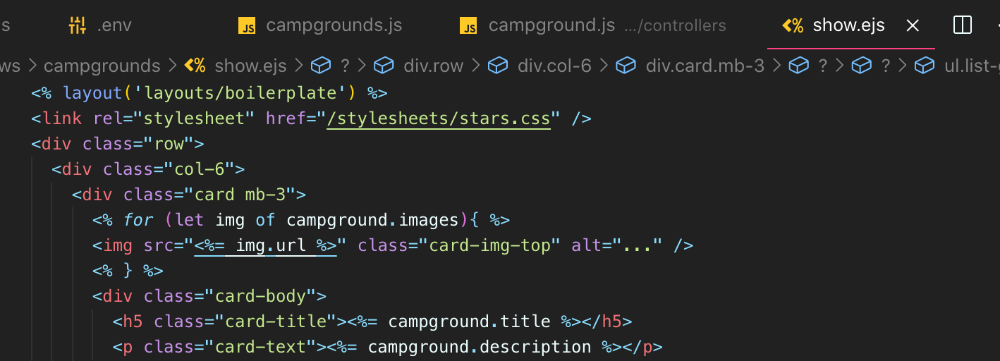 s .env JS campgrounds.js JS campground.js .../controllers <% show.ejs
ws > campgrounds > <% show.ejs > ? > div.row > div.col-6 > div.card.mb-3 > ? > ? > ul.list-
<% layout('layouts/boilerplate') %>
<link rel="stylesheet" href="/stylesheets/stars.css" />
<div class="row">
<div class="col-6">
<div class="card mb-3">
<% for (let img of campground.images){ %>
<img src="<%= img.url %>" class="card-img-top" alt="..." />
<% } %>
<div class="card-body">
<h5 class="card-title"><%= campground.title %></h5>
<p class="card-text"><%= campground.description %></p>